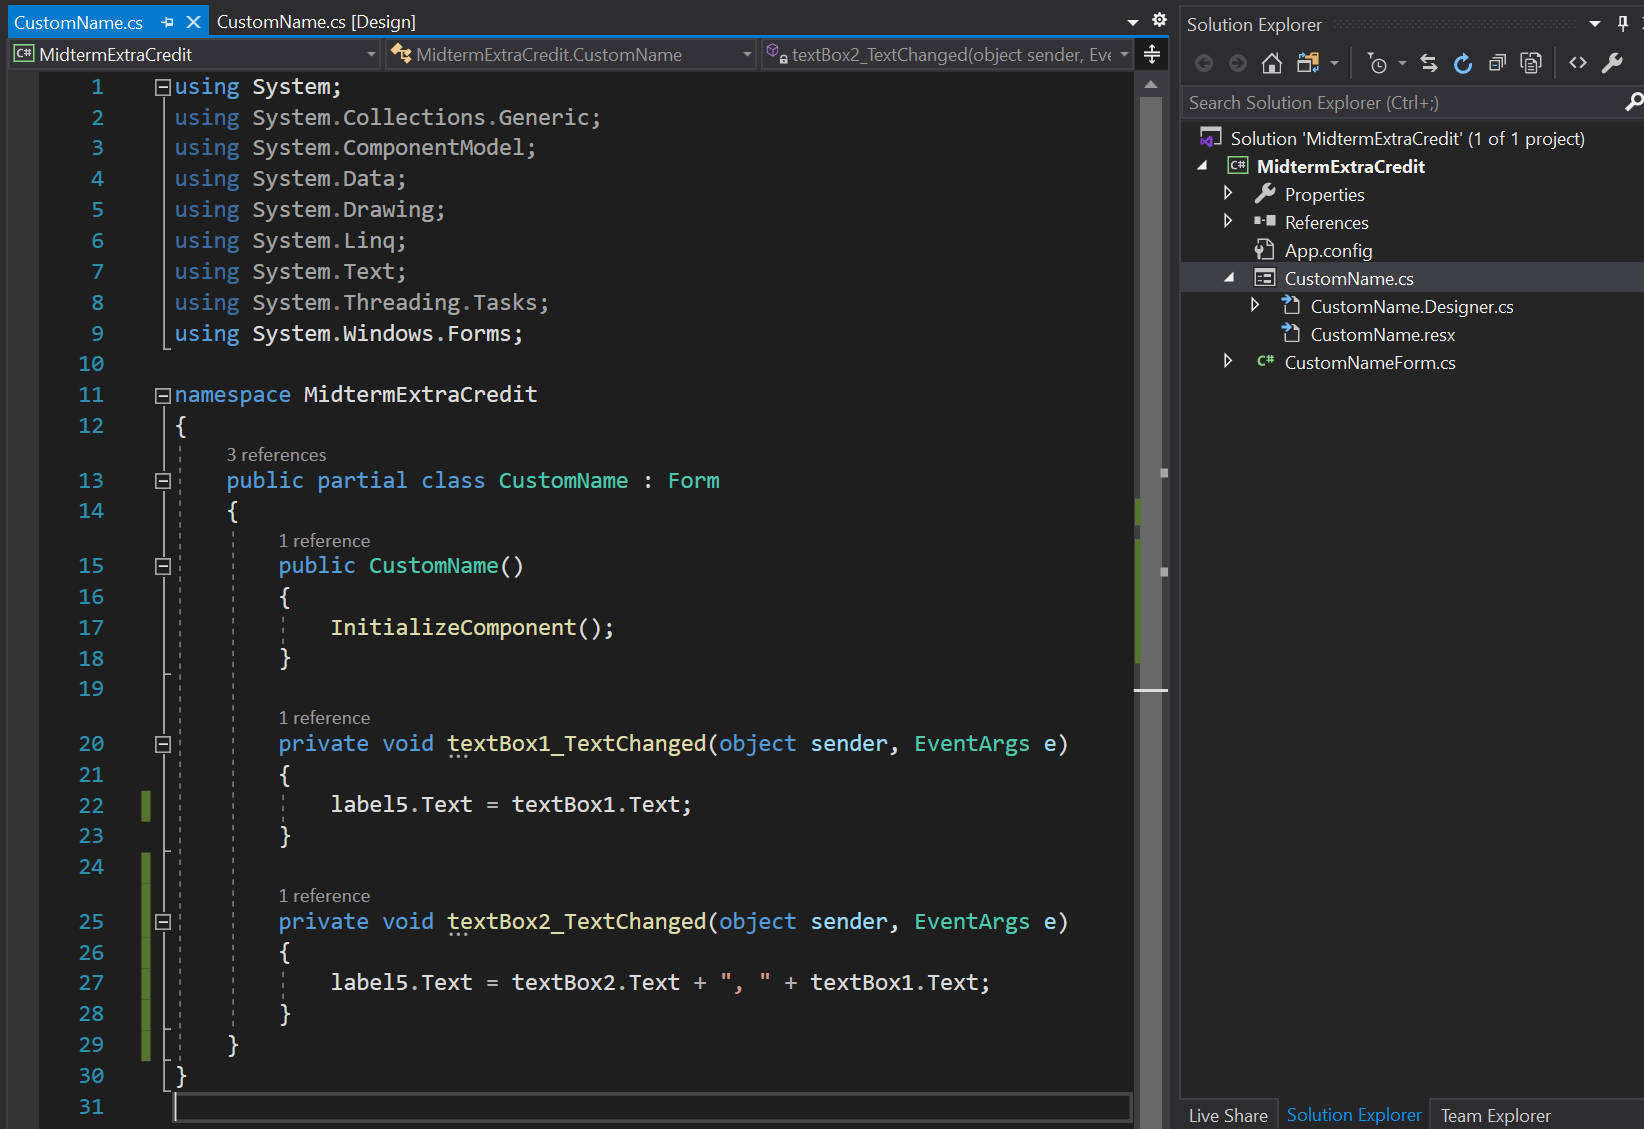 CustomName.cs
CustomName.cs [Design]
C# MidtermExtraCredit
MidtermExtraCredit.CustomName
textBox2_TextChanged(object sender, Eve
1 using System;
2 using System.Collections.Generic;
3 using System.ComponentModel;
4 using System.Data;
5 using System.Drawing;
6 using System.Linq;
7 using System.Text;
8 using System.Threading.Tasks;
9 using System.Windows.Forms;
10
11 namespace MidtermExtraCredit
12 {
3 references
13 public partial class CustomName : Form
14 {
1 reference
15 public CustomName()
16 {
17 InitializeComponent();
18 }
19
1 reference
20 private void textBox1_TextChanged(object sender, EventArgs e)
21 {
22 label5.Text = textBox1.Text;
23 }
24
1 reference
25 private void textBox2_TextChanged(object sender, EventArgs e)
26 {
27 label5.Text = textBox2.Text + ", " + textBox1.Text;
28 }
29 }
30 }
31
Solution Explorer
Search Solution Explorer (Ctrl+;)
Solution 'MidtermExtraCredit' (1 of 1 project)
C# MidtermExtraCredit
Properties
References
App.config
CustomName.cs
CustomName.Designer.cs
CustomName.resx
C# CustomNameForm.cs
Live Share
Solution Explorer
Team Explorer